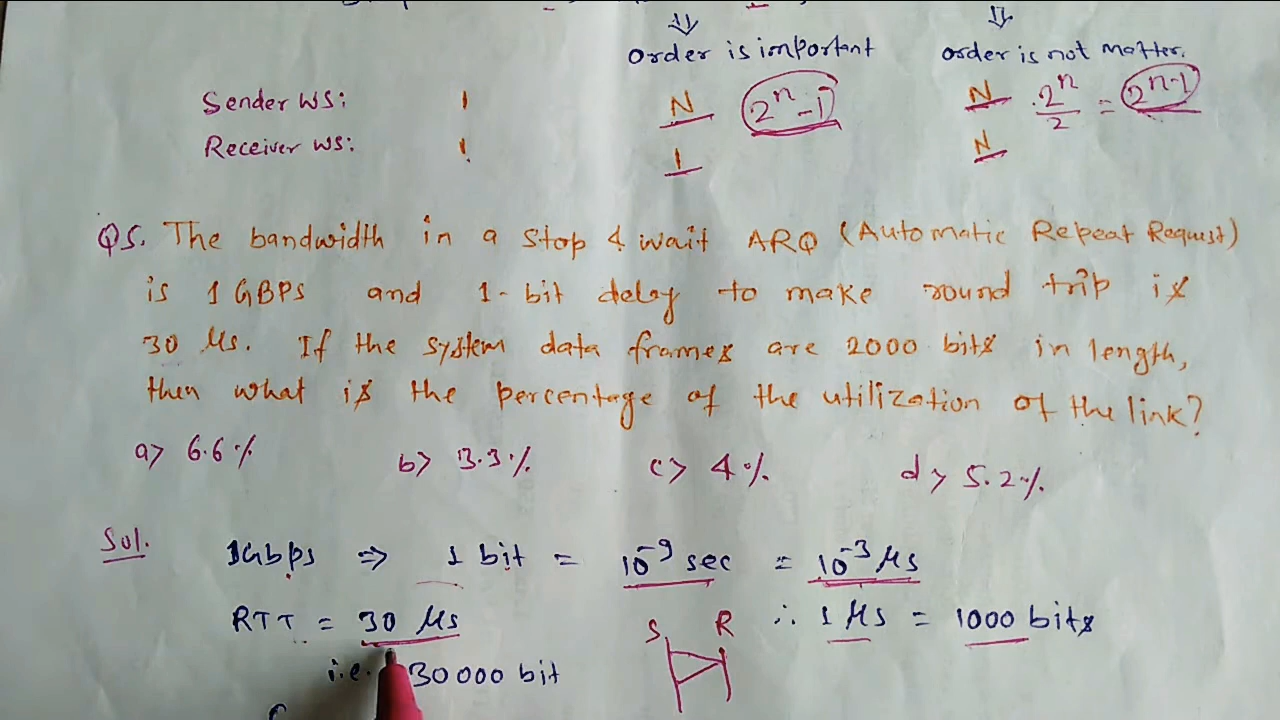 ⇓ ⇓
Order is important order is not matter.
Sender WS: 1 N 2ⁿ-1 N 2ⁿ/2 = 2ⁿ⁻¹
Receiver WS: 1 1 N
Q5. The bandwidth in a stop & wait ARQ (Automatic Repeat Request)
is 1 GBPS and 1-bit delay to make round trip is
30 μs. If the system data frames are 2000 bits in length,
then what is the percentage of the utilization of the link?
a> 6.6% b> 3.3% c> 4% d> 5.2%
Sol. 1Gbps ⇒ 1 bit = 10⁻⁹ sec = 10⁻³ μs
RTT = 30 μs S R ∴ 1 μs = 1000 bits
i.e. 30000 bit